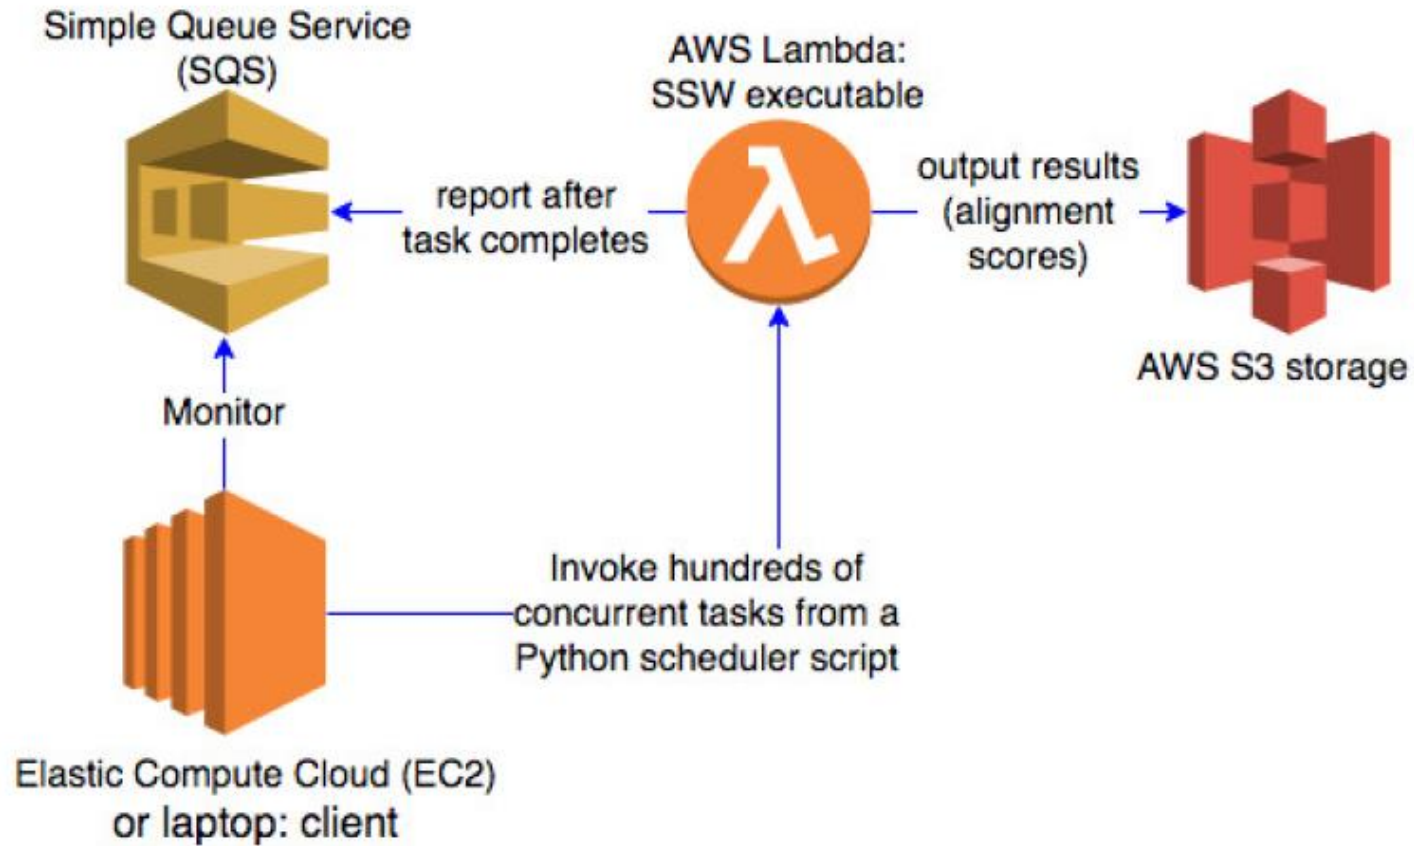 Simple Queue Service
(SQS)
AWS Lambda:
SSW executable
report after
task completes
output results
(alignment
scores)
AWS S3 storage
Monitor
Invoke hundreds of
concurrent tasks from a
Python scheduler script
Elastic Compute Cloud (EC2)
or laptop: client